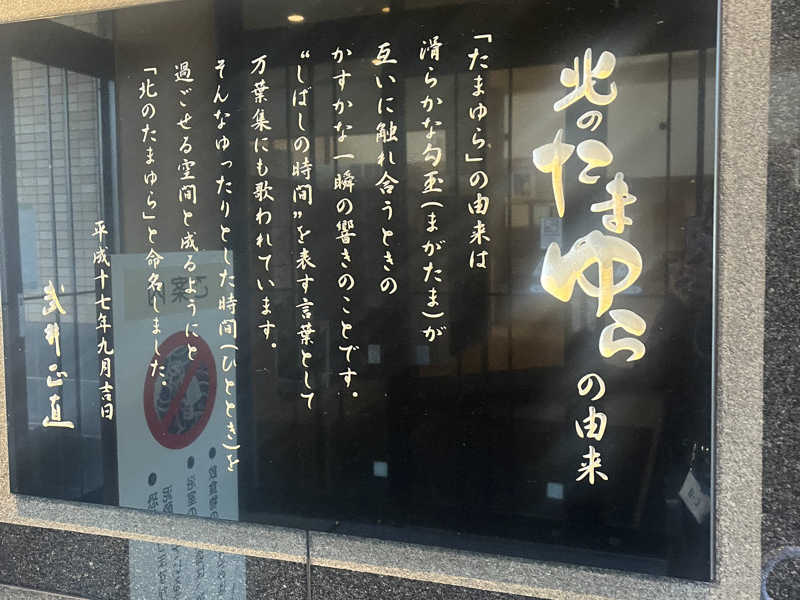 北のたまゆらの由来
「たまゆら」の由来は
滑らかな勾玉(まがたま)が
互いに触れ合うときの
かすかな一瞬の響きのことです。
“しばしの時間”を表す言葉として
万葉集にも歌われています。
そんなゆったりとした時間(ひととき)を
過ごせる空間と成るようにと
「北のたまゆら」と命名しました。
平成十七年九月吉日
武井正直